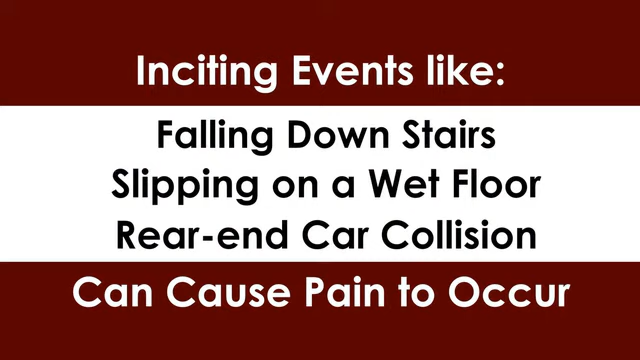 Inciting Events like:
Falling Down Stairs
Slipping on a Wet Floor
Rear-end Car Collision
Can Cause Pain to Occur